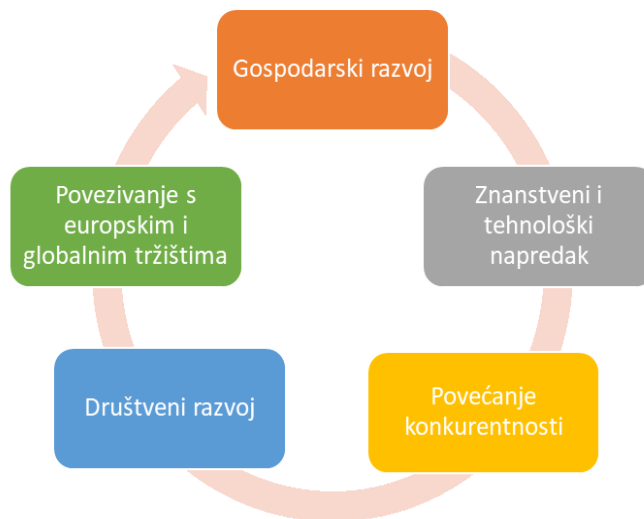 Gospodarski razvoj
Znanstveni i
tehnološki
napredak
Povećanje
konkurentnosti
Društveni razvoj
Povezivanje s
europskim i
globalnim tržištima